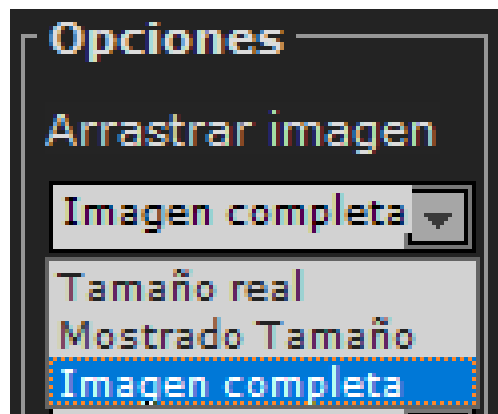 Opciones
Arrastrar imagen
Imagen completa
Tamaño real
Mostrado Tamaño
Imagen completa